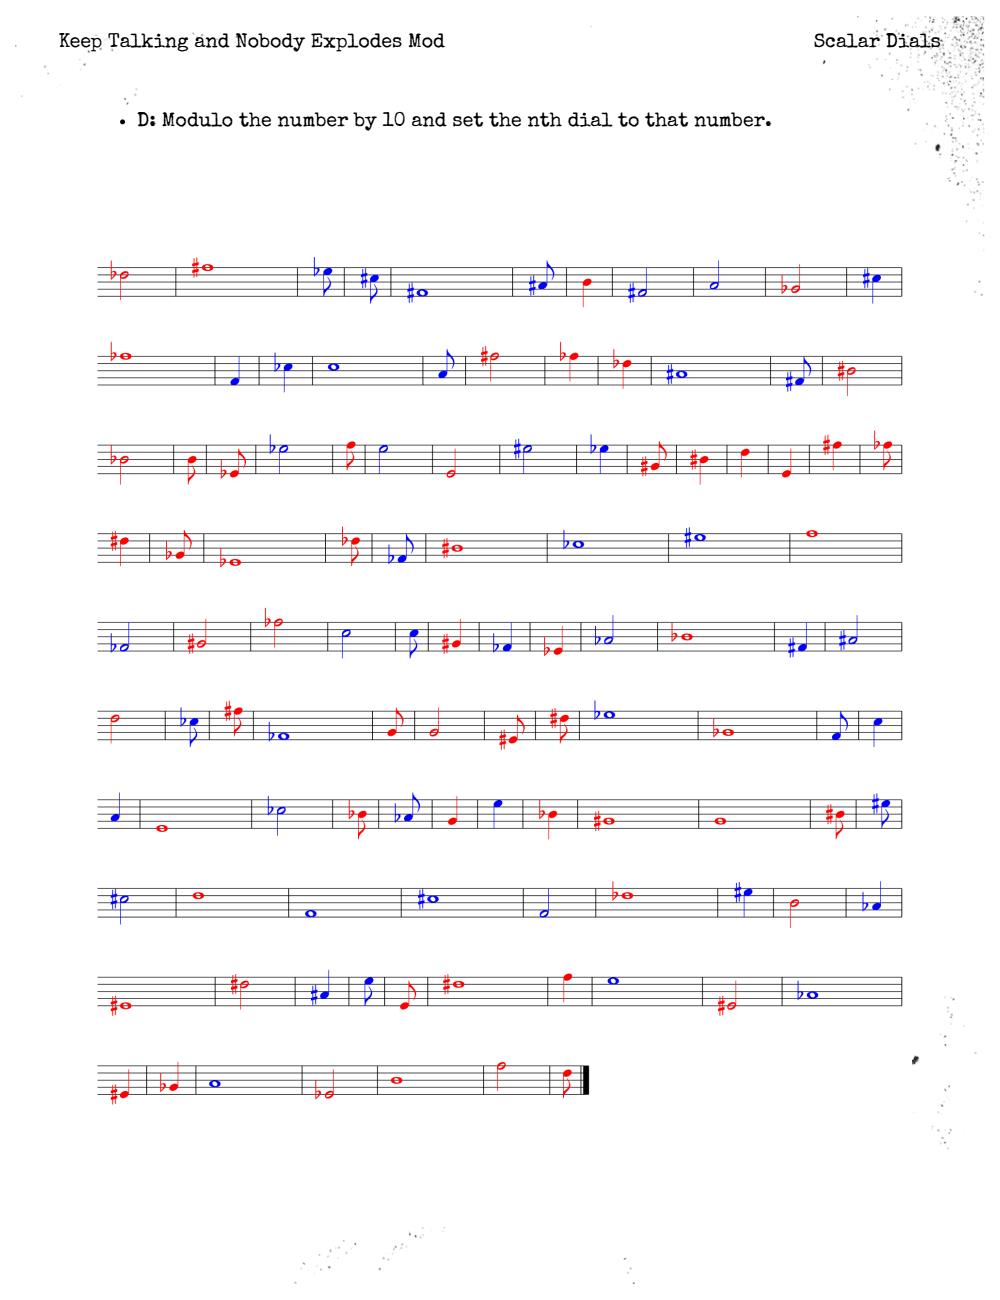 Keep Talking and Nobody Explodes Mod
Scalar Dials
• D: Modulo the number by 10 and set the nth dial to that number.